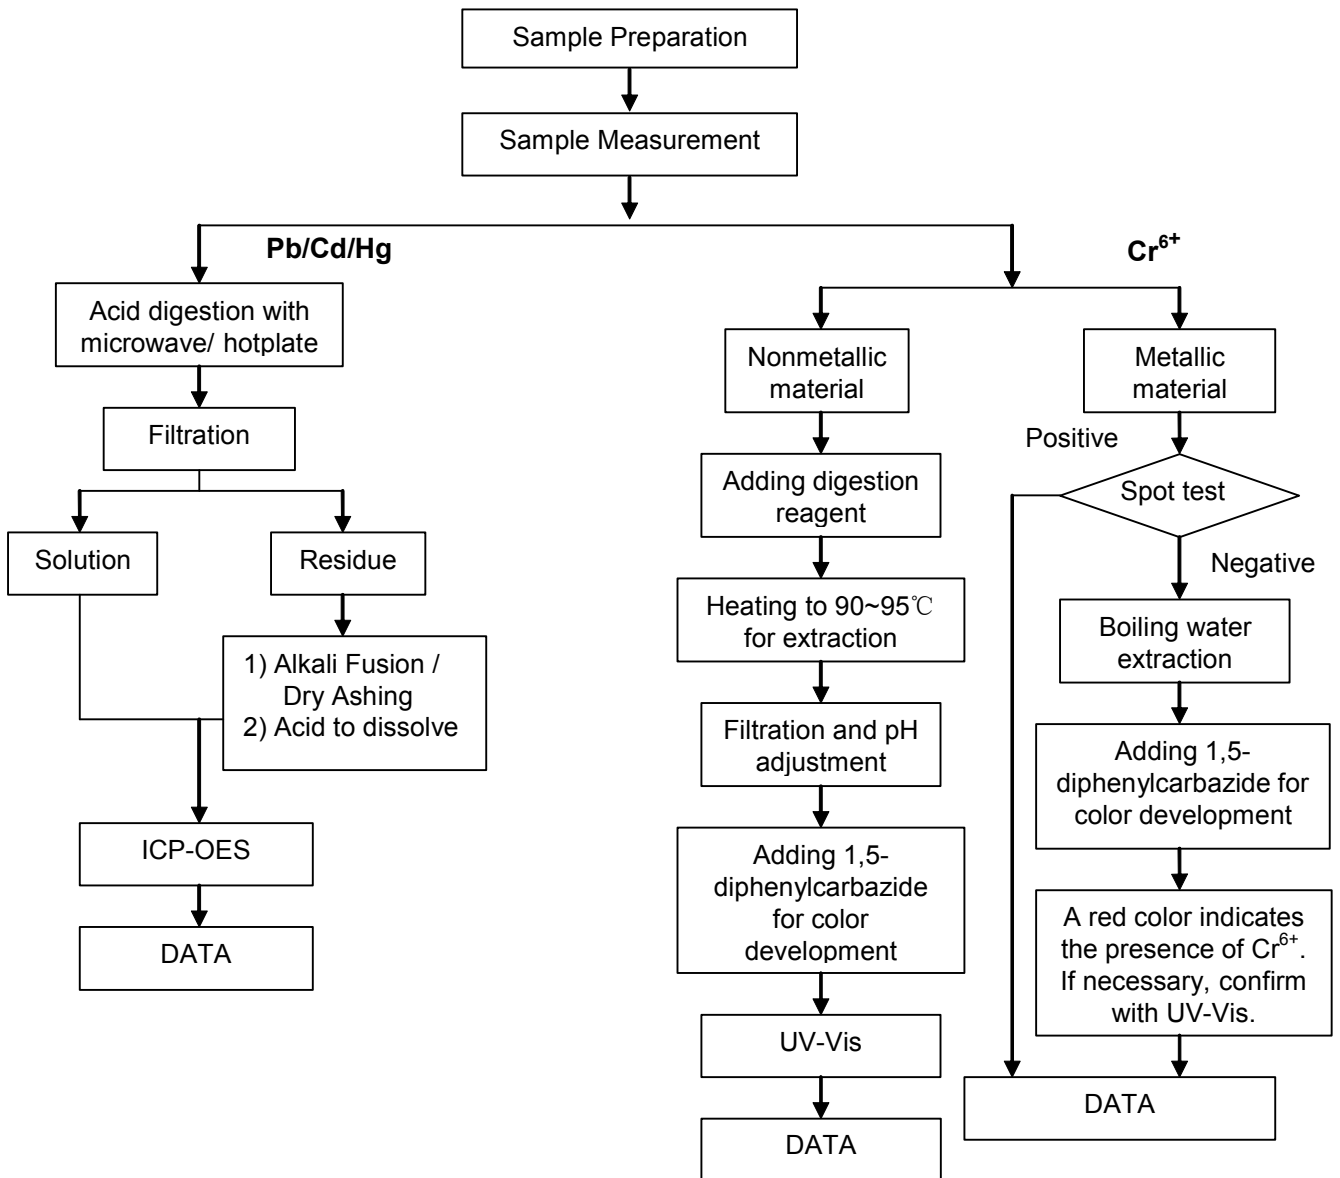 Sample Preparation
Sample Measurement
Pb/Cd/Hg
Acid digestion with
microwave/ hotplate
Filtration
Solution
Residue
1) Alkali Fusion /
Dry Ashing
2) Acid to dissolve
ICP-OES
DATA
Cr⁶⁺
Nonmetallic
material
Adding digestion
reagent
Heating to 90~95℃
for extraction
Filtration and pH
adjustment
Adding 1,5-
diphenylcarbazide
for color
development
UV-Vis
DATA
Metallic
material
Positive
Spot test
Negative
Boiling water
extraction
Adding 1,5-
diphenylcarbazide for
color development
A red color indicates
the presence of Cr⁶⁺.
If necessary, confirm
with UV-Vis.
DATA